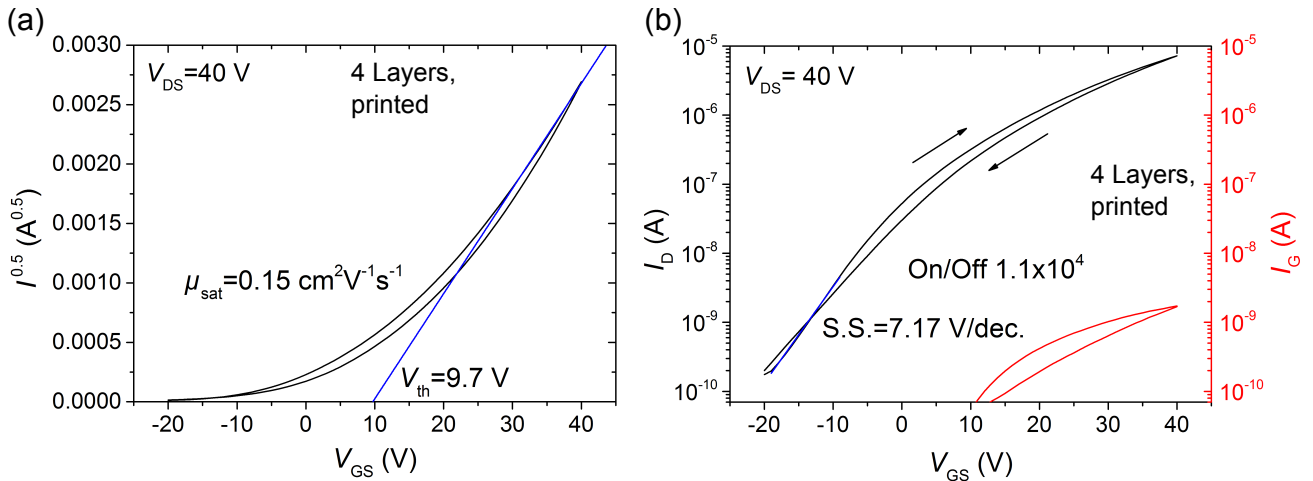 (a)
0.0030
0.0025
0.0020
0.0015
0.0010
0.0005
0.0000
I^0.5 (A^0.5)
V_DS=40 V
4 Layers,
printed
μ_sat=0.15 cm²V⁻¹s⁻¹
V_th=9.7 V
-20 -10 0 10 20 30 40
V_GS (V)
(b)
10⁻⁵
10⁻⁶
10⁻⁷
10⁻⁸
10⁻⁹
10⁻¹⁰
I_D (A)
V_DS= 40 V
4 Layers,
printed
On/Off 1.1x10⁴
S.S.=7.17 V/dec.
-20 -10 0 10 20 30 40
V_GS (V)
10⁻⁵
10⁻⁶
10⁻⁷
10⁻⁸
10⁻⁹
10⁻¹⁰
I_G (A)